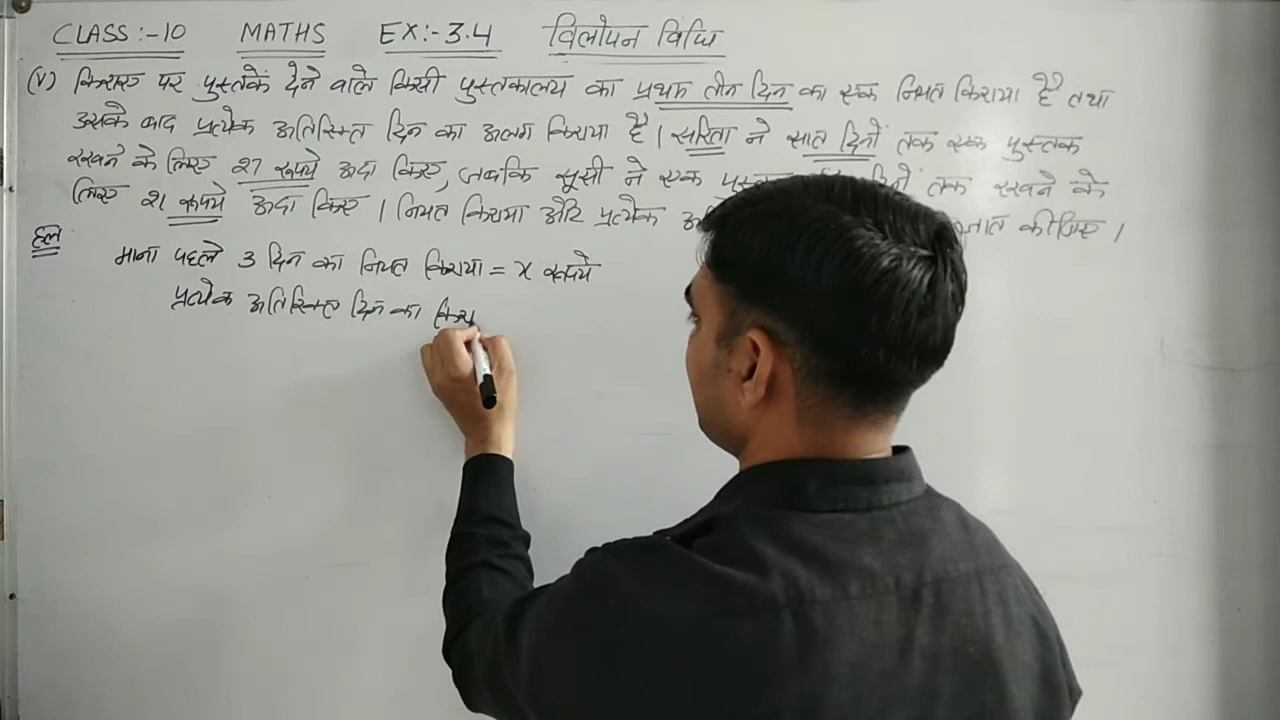 CLASS:-10 MATHS EX:-3.4 विलोपन विधि
(V) किराए पर पुस्तकें देने वाले किसी पुस्तकालय का प्रथम तीन दिन का एक नियत किराया है तथा
उसके बाद प्रत्येक अतिरिक्त दिन का अलग किराया है। सरिता ने सात दिनों तक एक पुस्तक
रखने के लिए 27 रूपये अदा किए, जबकि सूसी ने एक तक रखने के
लिए 21 रूपये अदा किए। नियत किराया और प्रत्येक ज्ञात कीजिए।
हल
माना पहले 3 दिन का नियत किराया = x रूपये
प्रत्येक अतिरिक्त दिन का